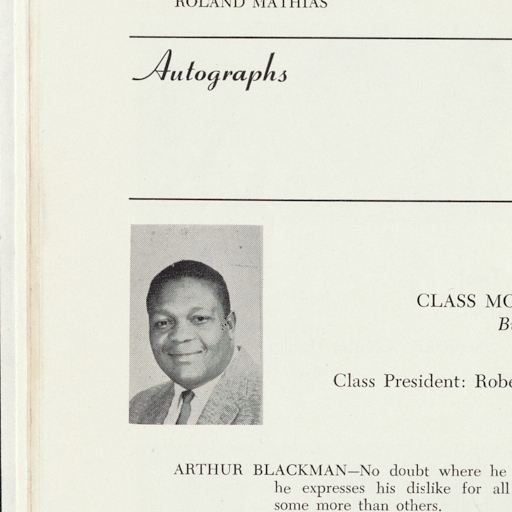 ROLAND MATHIAS
Autographs
CLASS MO
B
Class President: Robe
ARTHUR BLACKMAN—No doubt where he
he expresses his dislike for all
some more than others.